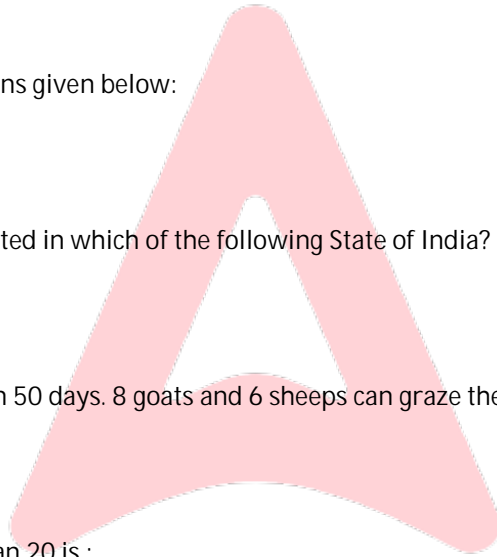 ns given below:
ted in which of the following State of India?
n 50 days. 8 goats and 6 sheeps can graze the
an 20 is :